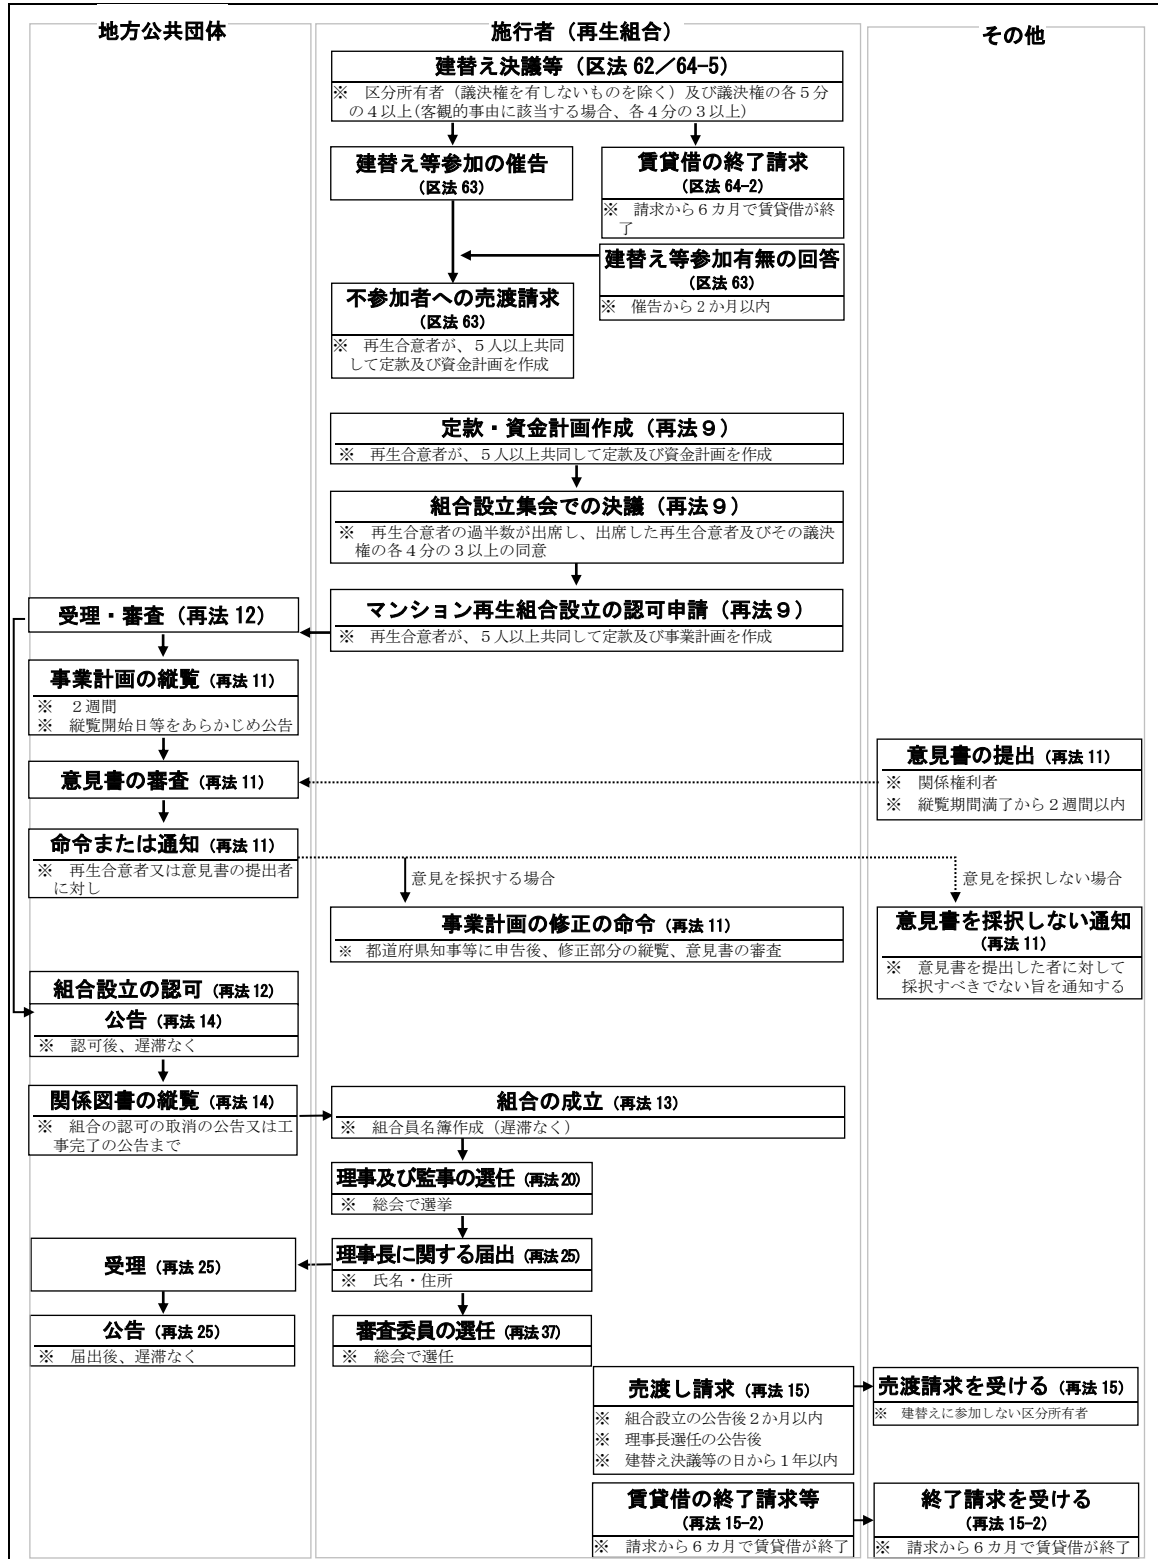 地方公共団体
施行者（再生組合）
その他
建替え決議等（区法 62／64-5）
※　区分所有者（議決権を有しないものを除く）及び議決権の各５分
の４以上（客観的事由に該当する場合、各４分の３以上）
建替え等参加の催告
（区法 63）
賃貸借の終了請求
（区法 64-2）
※　請求から６カ月で賃貸借が終
了
建替え等参加有無の回答
（区法 63）
※　催告から２か月以内
不参加者への売渡請求
（区法 63）
※　再生合意者が、５人以上共同
して定款及び資金計画を作成
定款・資金計画作成（再法９）
※　再生合意者が、５人以上共同して定款及び資金計画を作成
組合設立集会での決議（再法９）
※　再生合意者の過半数が出席し、出席した再生合意者及びその議決
権の各４分の３以上の同意
マンション再生組合設立の認可申請（再法９）
※　再生合意者が、５人以上共同して定款及び事業計画を作成
受理・審査（再法 12）
事業計画の縦覧（再法 11）
※　２週間
※　縦覧開始日等をあらかじめ公告
意見書の審査（再法 11）
意見書の提出（再法 11）
※　関係権利者
※　縦覧期間満了から２週間以内
命令または通知（再法 11）
※　再生合意者又は意見書の提出者
に対し
意見を採択する場合
意見を採択しない場合
事業計画の修正の命令（再法 11）
※　都道府県知事等に申告後、修正部分の縦覧、意見書の審査
意見書を採択しない通知
（再法 11）
※　意見書を提出した者に対して
採択すべきでない旨を通知する
組合設立の認可（再法 12）
公告（再法 14）
※　認可後、遅滞なく
関係図書の縦覧（再法 14）
※　組合の認可の取消の公告又は工
事完了の公告まで
組合の成立（再法 13）
※　組合員名簿作成（遅滞なく）
理事及び監事の選任（再法 20）
※　総会で選挙
理事長に関する届出（再法 25）
※　氏名・住所
受理（再法 25）
公告（再法 25）
※　届出後、遅滞なく
審査委員の選任（再法 37）
※　総会で選任
売渡し請求（再法 15）
※　組合設立の公告後２か月以内
※　理事長選任の公告後
※　建替え決議等の日から１年以内
売渡請求を受ける（再法 15）
※　建替えに参加しない区分所有者
賃貸借の終了請求等
（再法 15-2）
※　請求から６カ月で賃貸借が終了
終了請求を受ける
（再法 15-2）
※　請求から６カ月で賃貸借が終了